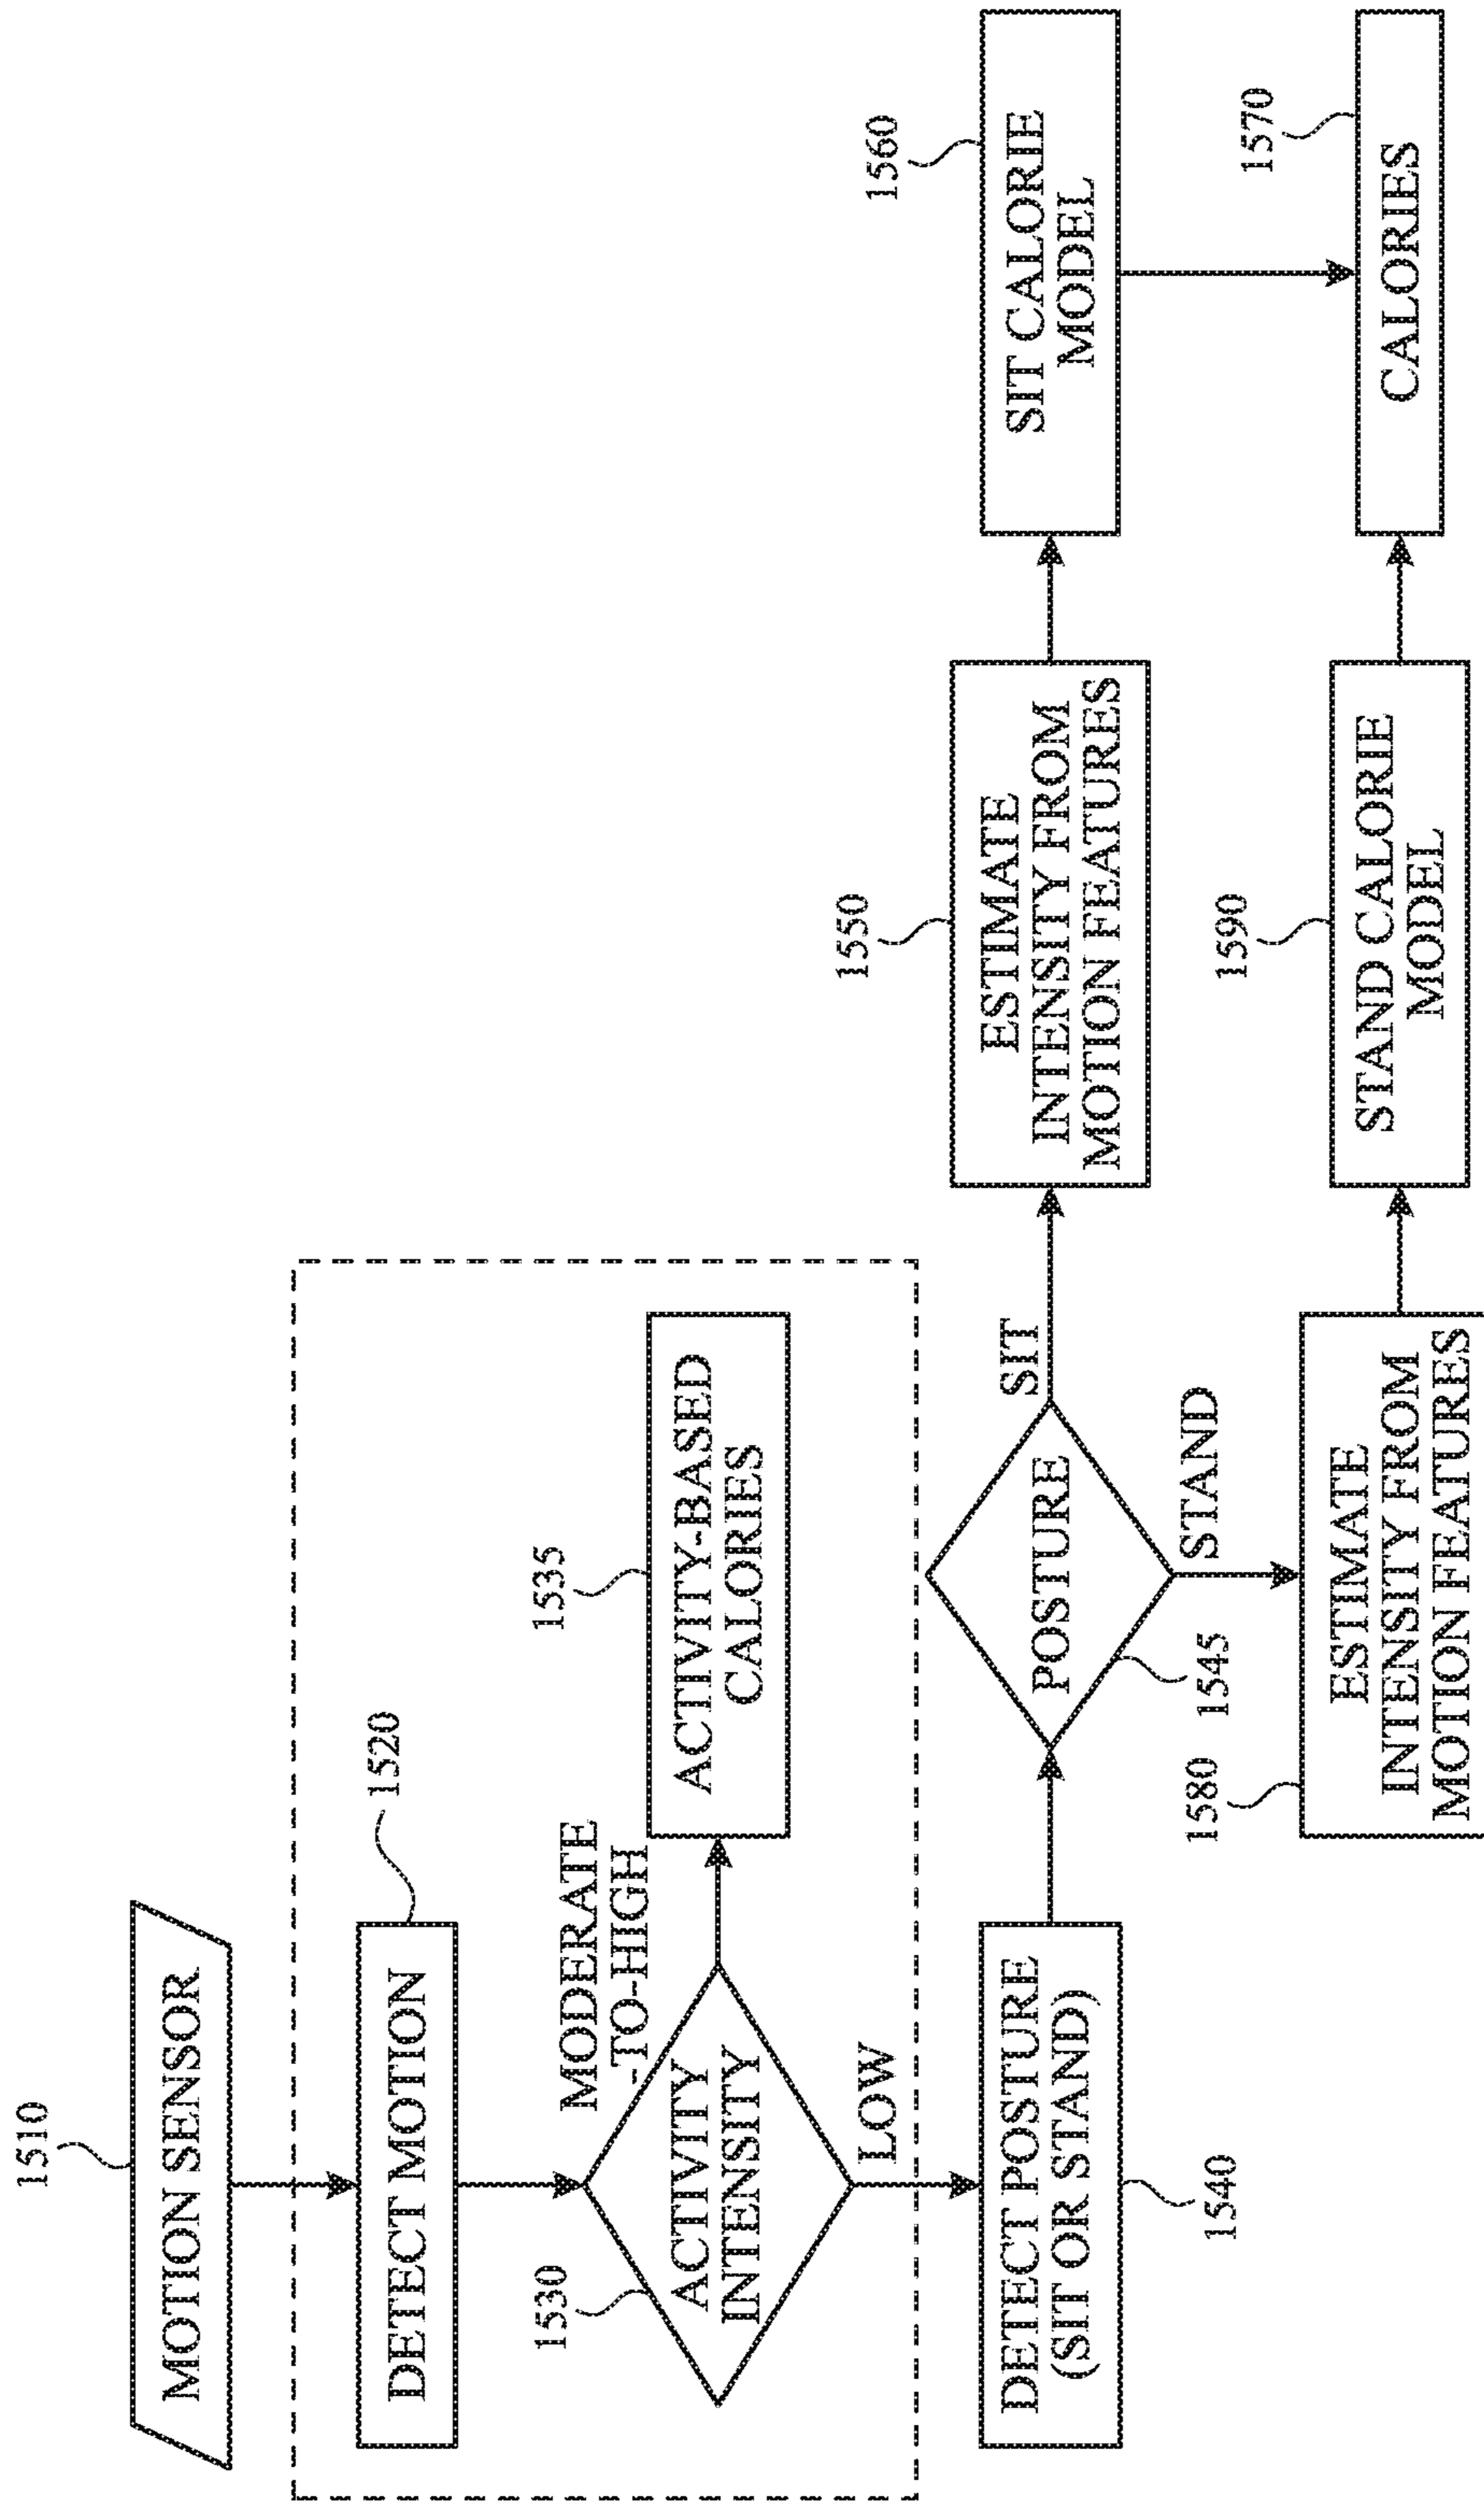 1510
MOTION SENSOR
1520
DETECT MOTION
1530
ACTIVITY
INTENSITY
MODERATE
-TO-HIGH
1535
ACTIVITY-BASED
CALORIES
LOW
DETECT POSTURE
(SIT OR STAND)
1540
POSTURE
1545
SIT
STAND
1550
ESTIMATE
INTENSITY FROM
MOTION FEATURES
1560
SIT CALORIE
MODEL
1580
ESTIMATE
INTENSITY FROM
MOTION FEATURES
1590
STAND CALORIE
MODEL
1570
CALORIES